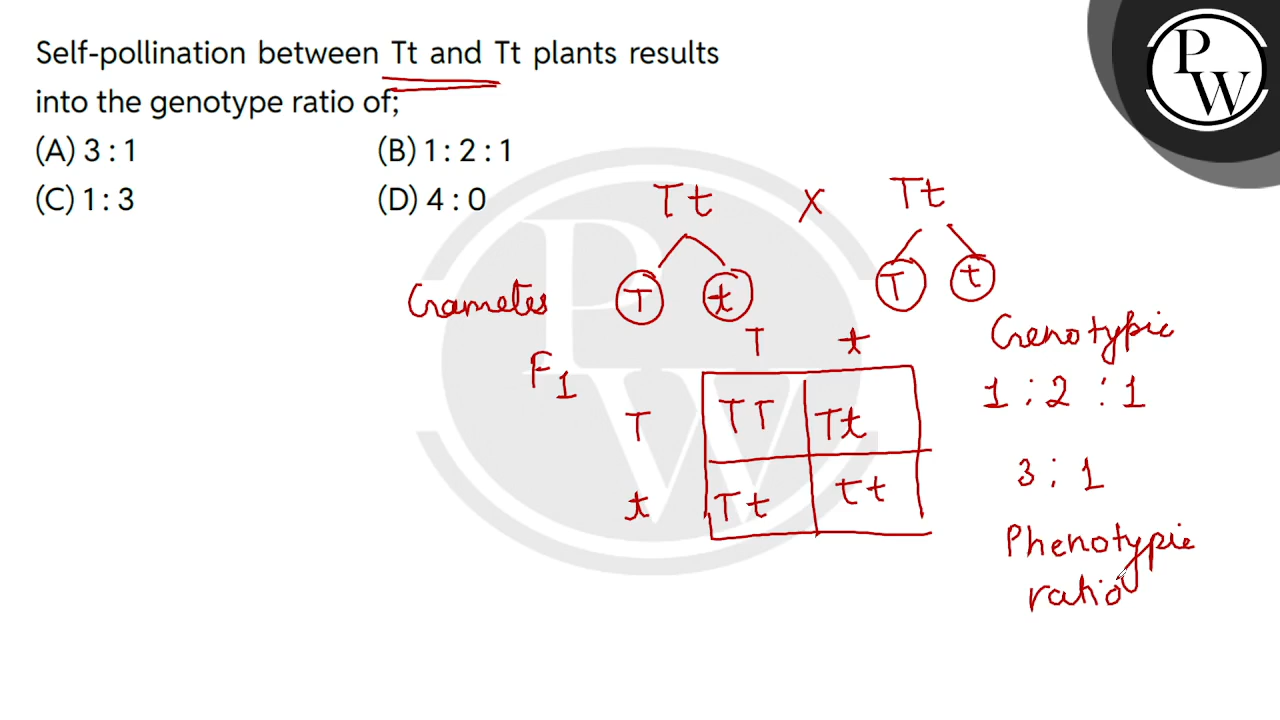 Self-pollination between Tt and Tt plants results
into the genotype ratio of;
(A) 3 : 1 (B) 1 : 2 : 1
(C) 1 : 3 (D) 4 : 0
PW
Tt X Tt
Gametes T t T t
F1
T t
T TT Tt
t Tt tt
Genotypic
1 : 2 : 1
3 : 1
Phenotypic
ratio
PW